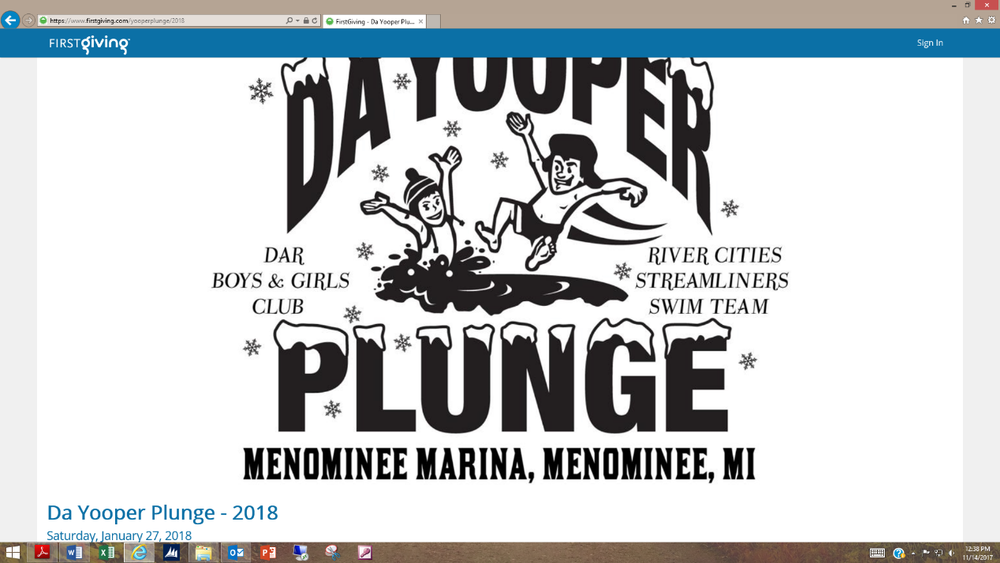 https://www.firstgiving.com/yooperplunge/2018
FirstGiving - Da Yooper Plu...
FIRSTgiving
Sign In
DA YOOPER
DAR
BOYS & GIRLS
CLUB
RIVER CITIES
STREAMLINERS
SWIM TEAM
PLUNGE
MENOMINEE MARINA, MENOMINEE, MI
Da Yooper Plunge - 2018
Saturday, January 27, 2018
12:38 PM
11/14/2017